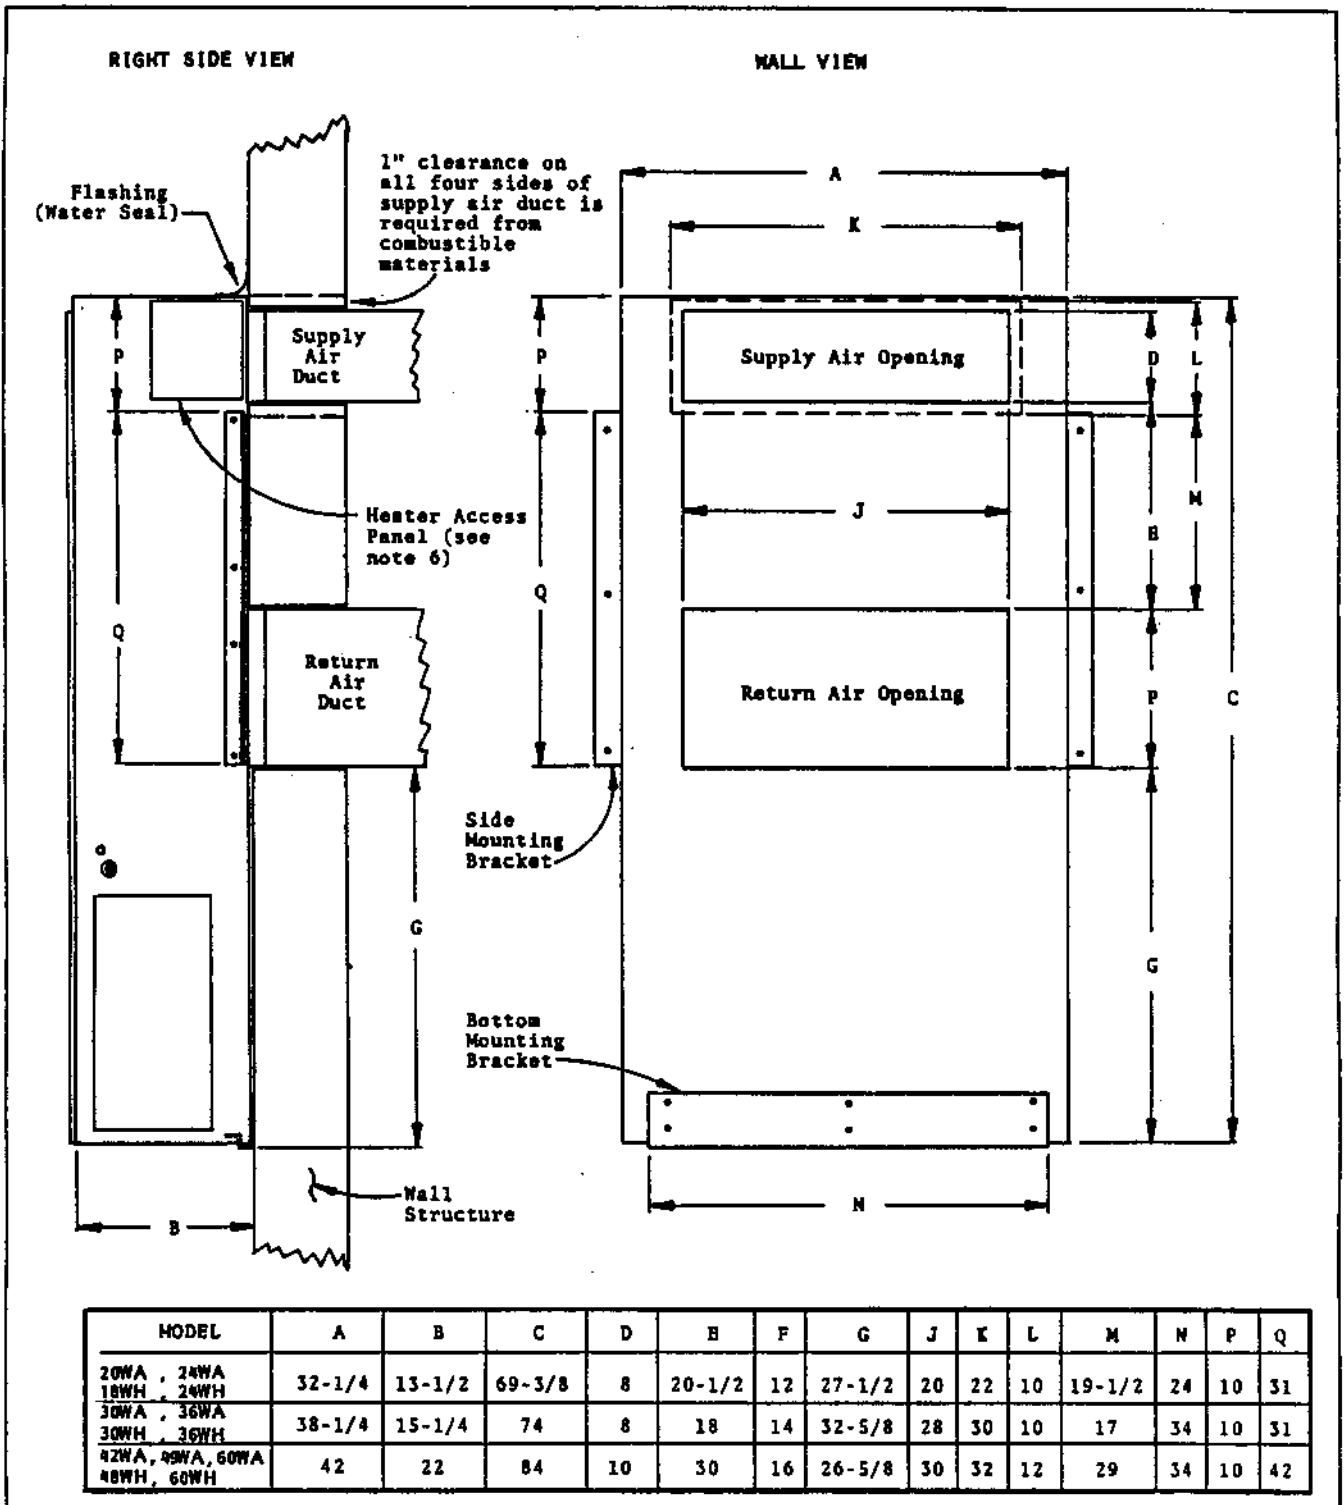 RIGHT SIDE VIEW
WALL VIEW
Flashing
(Water Seal)
1" clearance on
all four sides of
supply air duct is
required from
combustible
materials
A
K
P
Supply
Air
Duct
P
Supply Air Opening
D
L
Heater Access
Panel (see
note 6)
J
E
M
Q
Q
Return
Air
Duct
Return Air Opening
F
C
Side
Mounting
Bracket
G
G
Bottom
Mounting
Bracket
Wall
Structure
B
N
MODEL A B C D E F G J K L M N P Q
20WA , 24WA
18WH , 24WH 32-1/4 13-1/2 69-3/8 8 20-1/2 12 27-1/2 20 22 10 19-1/2 24 10 31
30WA , 36WA
30WH , 36WH 38-1/4 15-1/4 74 8 18 14 32-5/8 28 30 10 17 34 10 31
42WA, 49WA, 60WA
48WH, 60WH 42 22 84 10 30 16 26-5/8 30 32 12 29 34 10 42